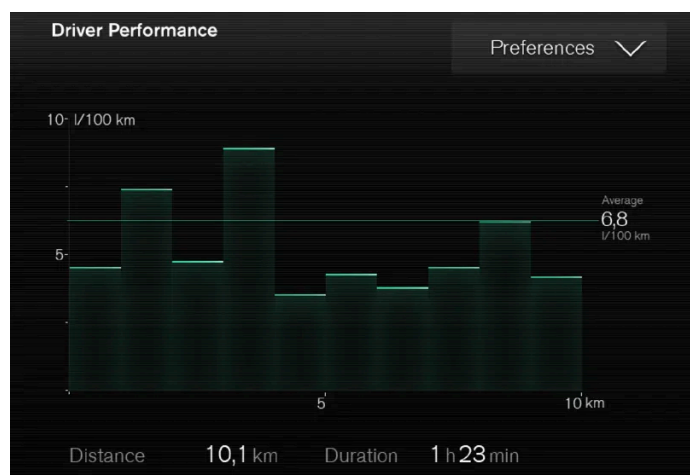 Driver Performance
Preferences
10- l/100 km
Average
6,8
l/100 km
5-
5
10 km
Distance 10,1 km Duration 1 h 23 min